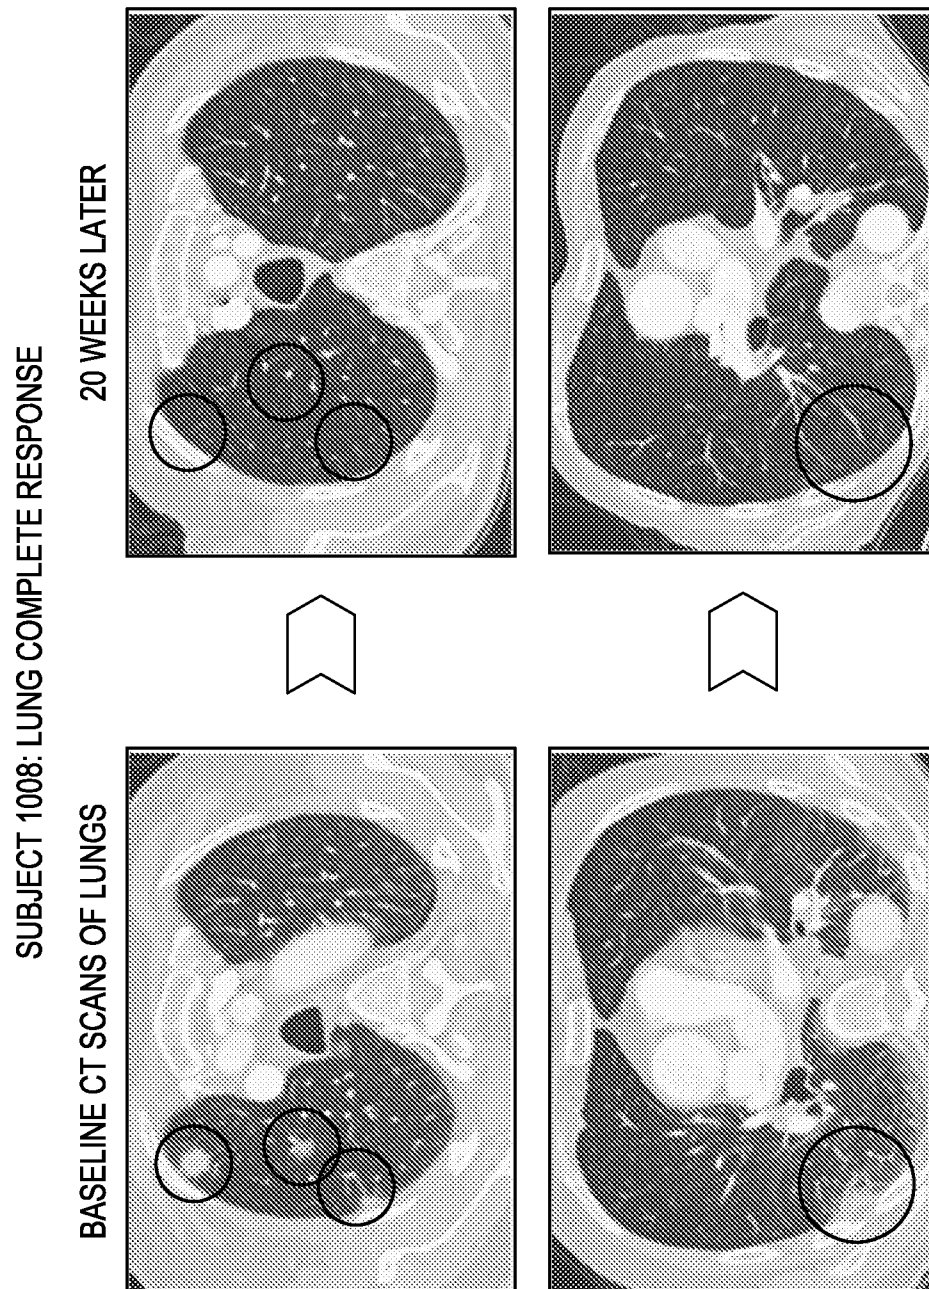 SUBJECT 1008: LUNG COMPLETE RESPONSE
BASELINE CT SCANS OF LUNGS
20 WEEKS LATER